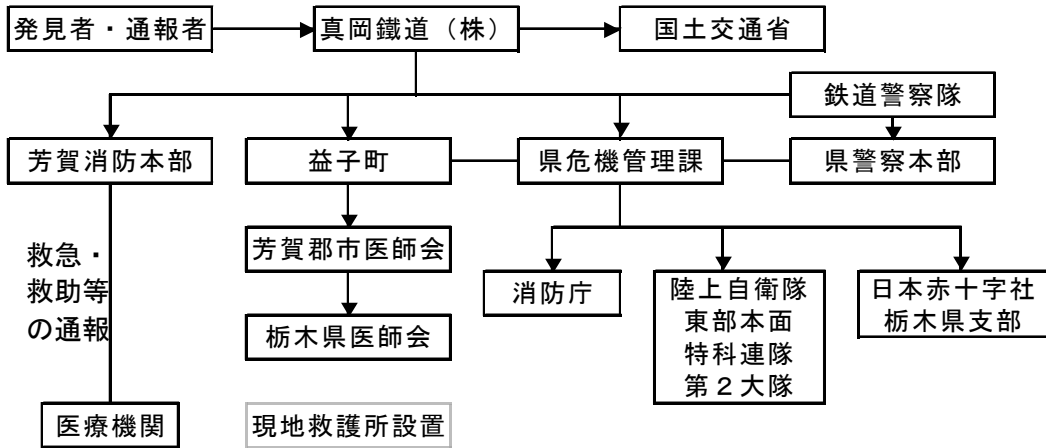 発見者・通報者
真岡鐵道（株）
国土交通省
鉄道警察隊
芳賀消防本部
益子町
県危機管理課
県警察本部
救急・
救助等
の通報
芳賀郡市医師会
栃木県医師会
消防庁
陸上自衛隊
東部本面
特科連隊
第２大隊
日本赤十字社
栃木県支部
医療機関
現地救護所設置